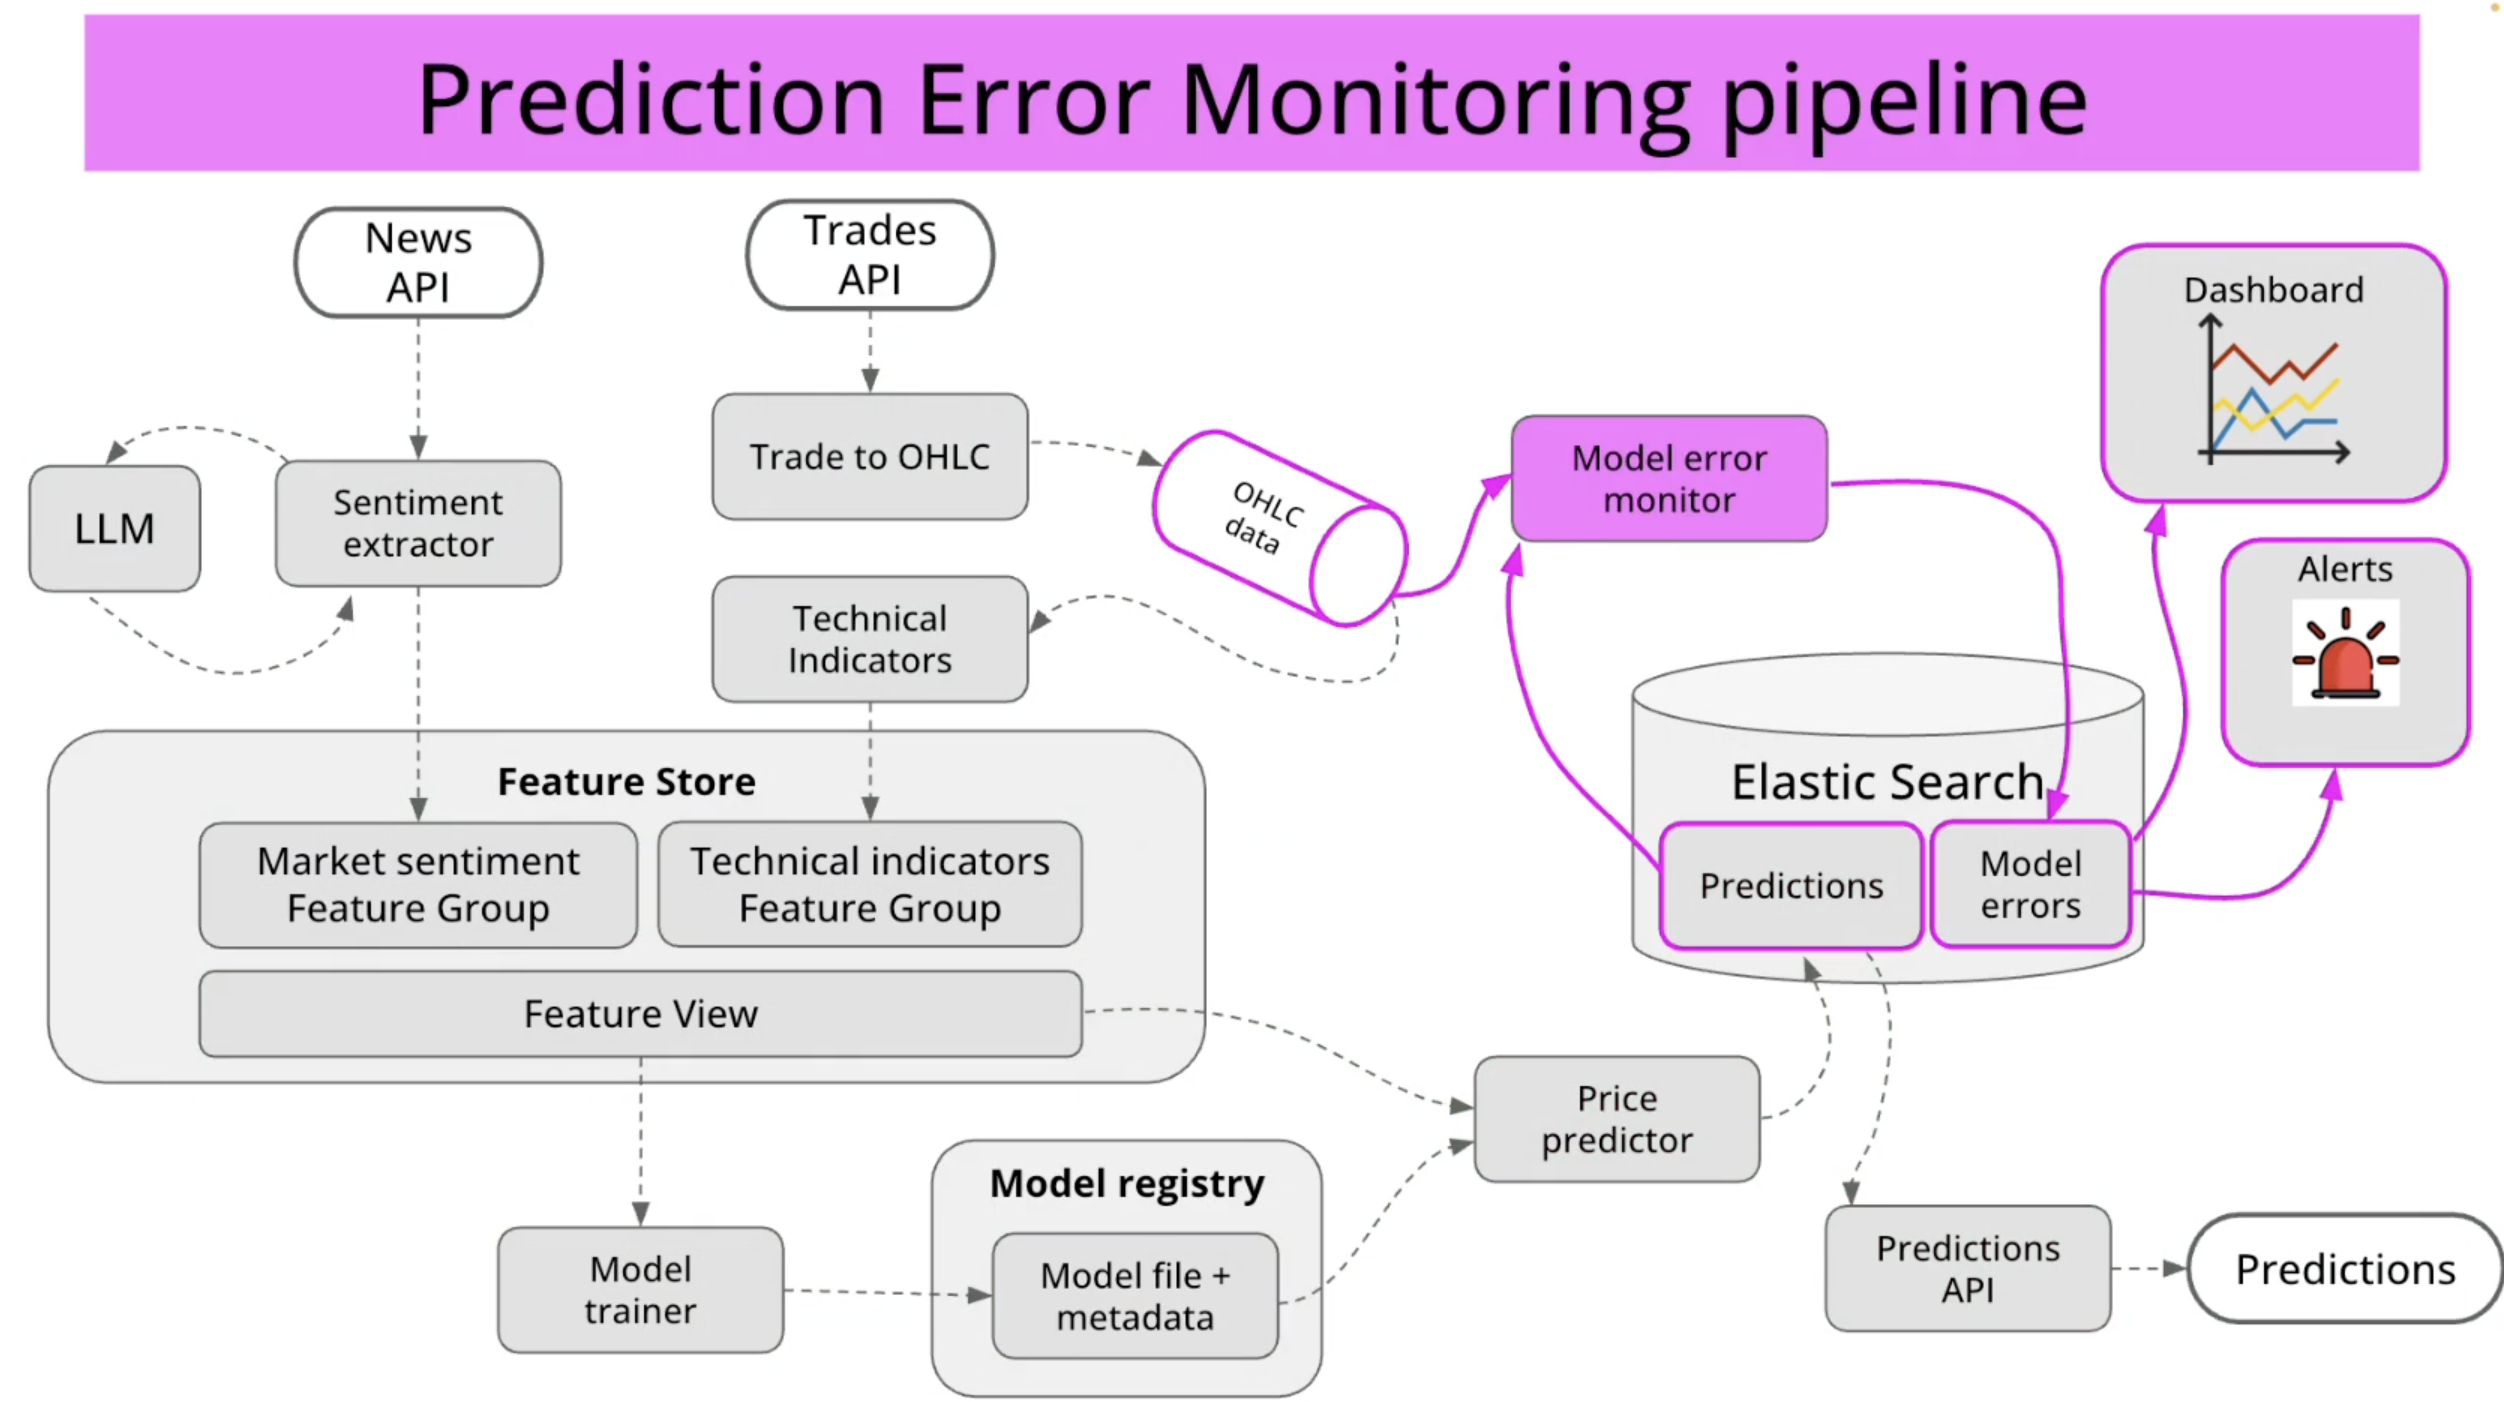 Prediction Error Monitoring pipeline
News
API
Trades
API
Dashboard
Trade to OHLC
OHLC
data
Model error
monitor
LLM
Sentiment
extractor
Alerts
Technical
Indicators
Feature Store
Elastic Search
Market sentiment
Feature Group
Technical indicators
Feature Group
Predictions
Model
errors
Feature View
Price
predictor
Model registry
Model
trainer
Model file +
metadata
Predictions
API
Predictions